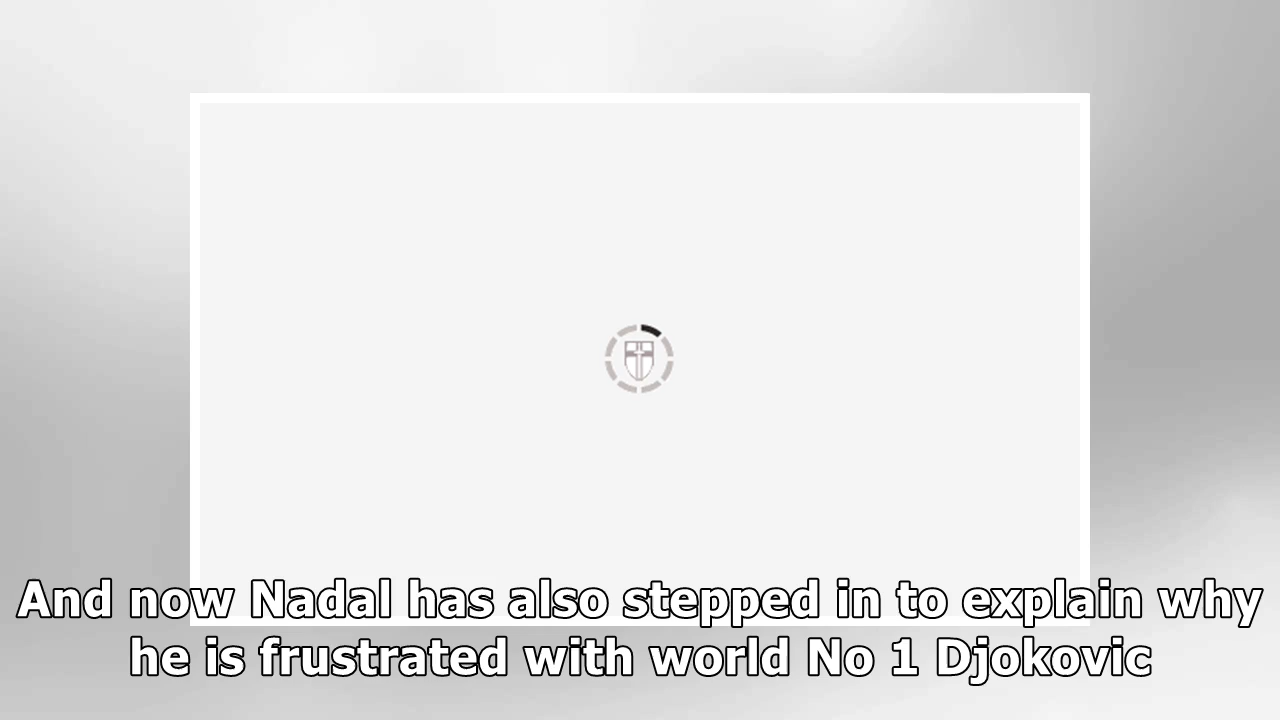 And now Nadal has also stepped in to explain why
he is frustrated with world No 1 Djokovic